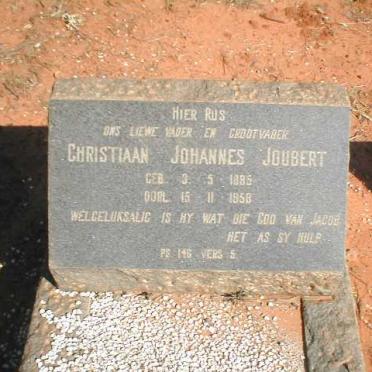 HIER RUS
ONS LIEWE VADER EN GROOTVADER
CHRISTIAAN JOHANNES JOUBERT
GEB. 3. 5. 1885
OORL. 15. 11. 1958
WELGELUKSALIG IS HY WAT DIE GOD VAN JACOB
HET AS SY HULP.
PS 146 VERS 5.